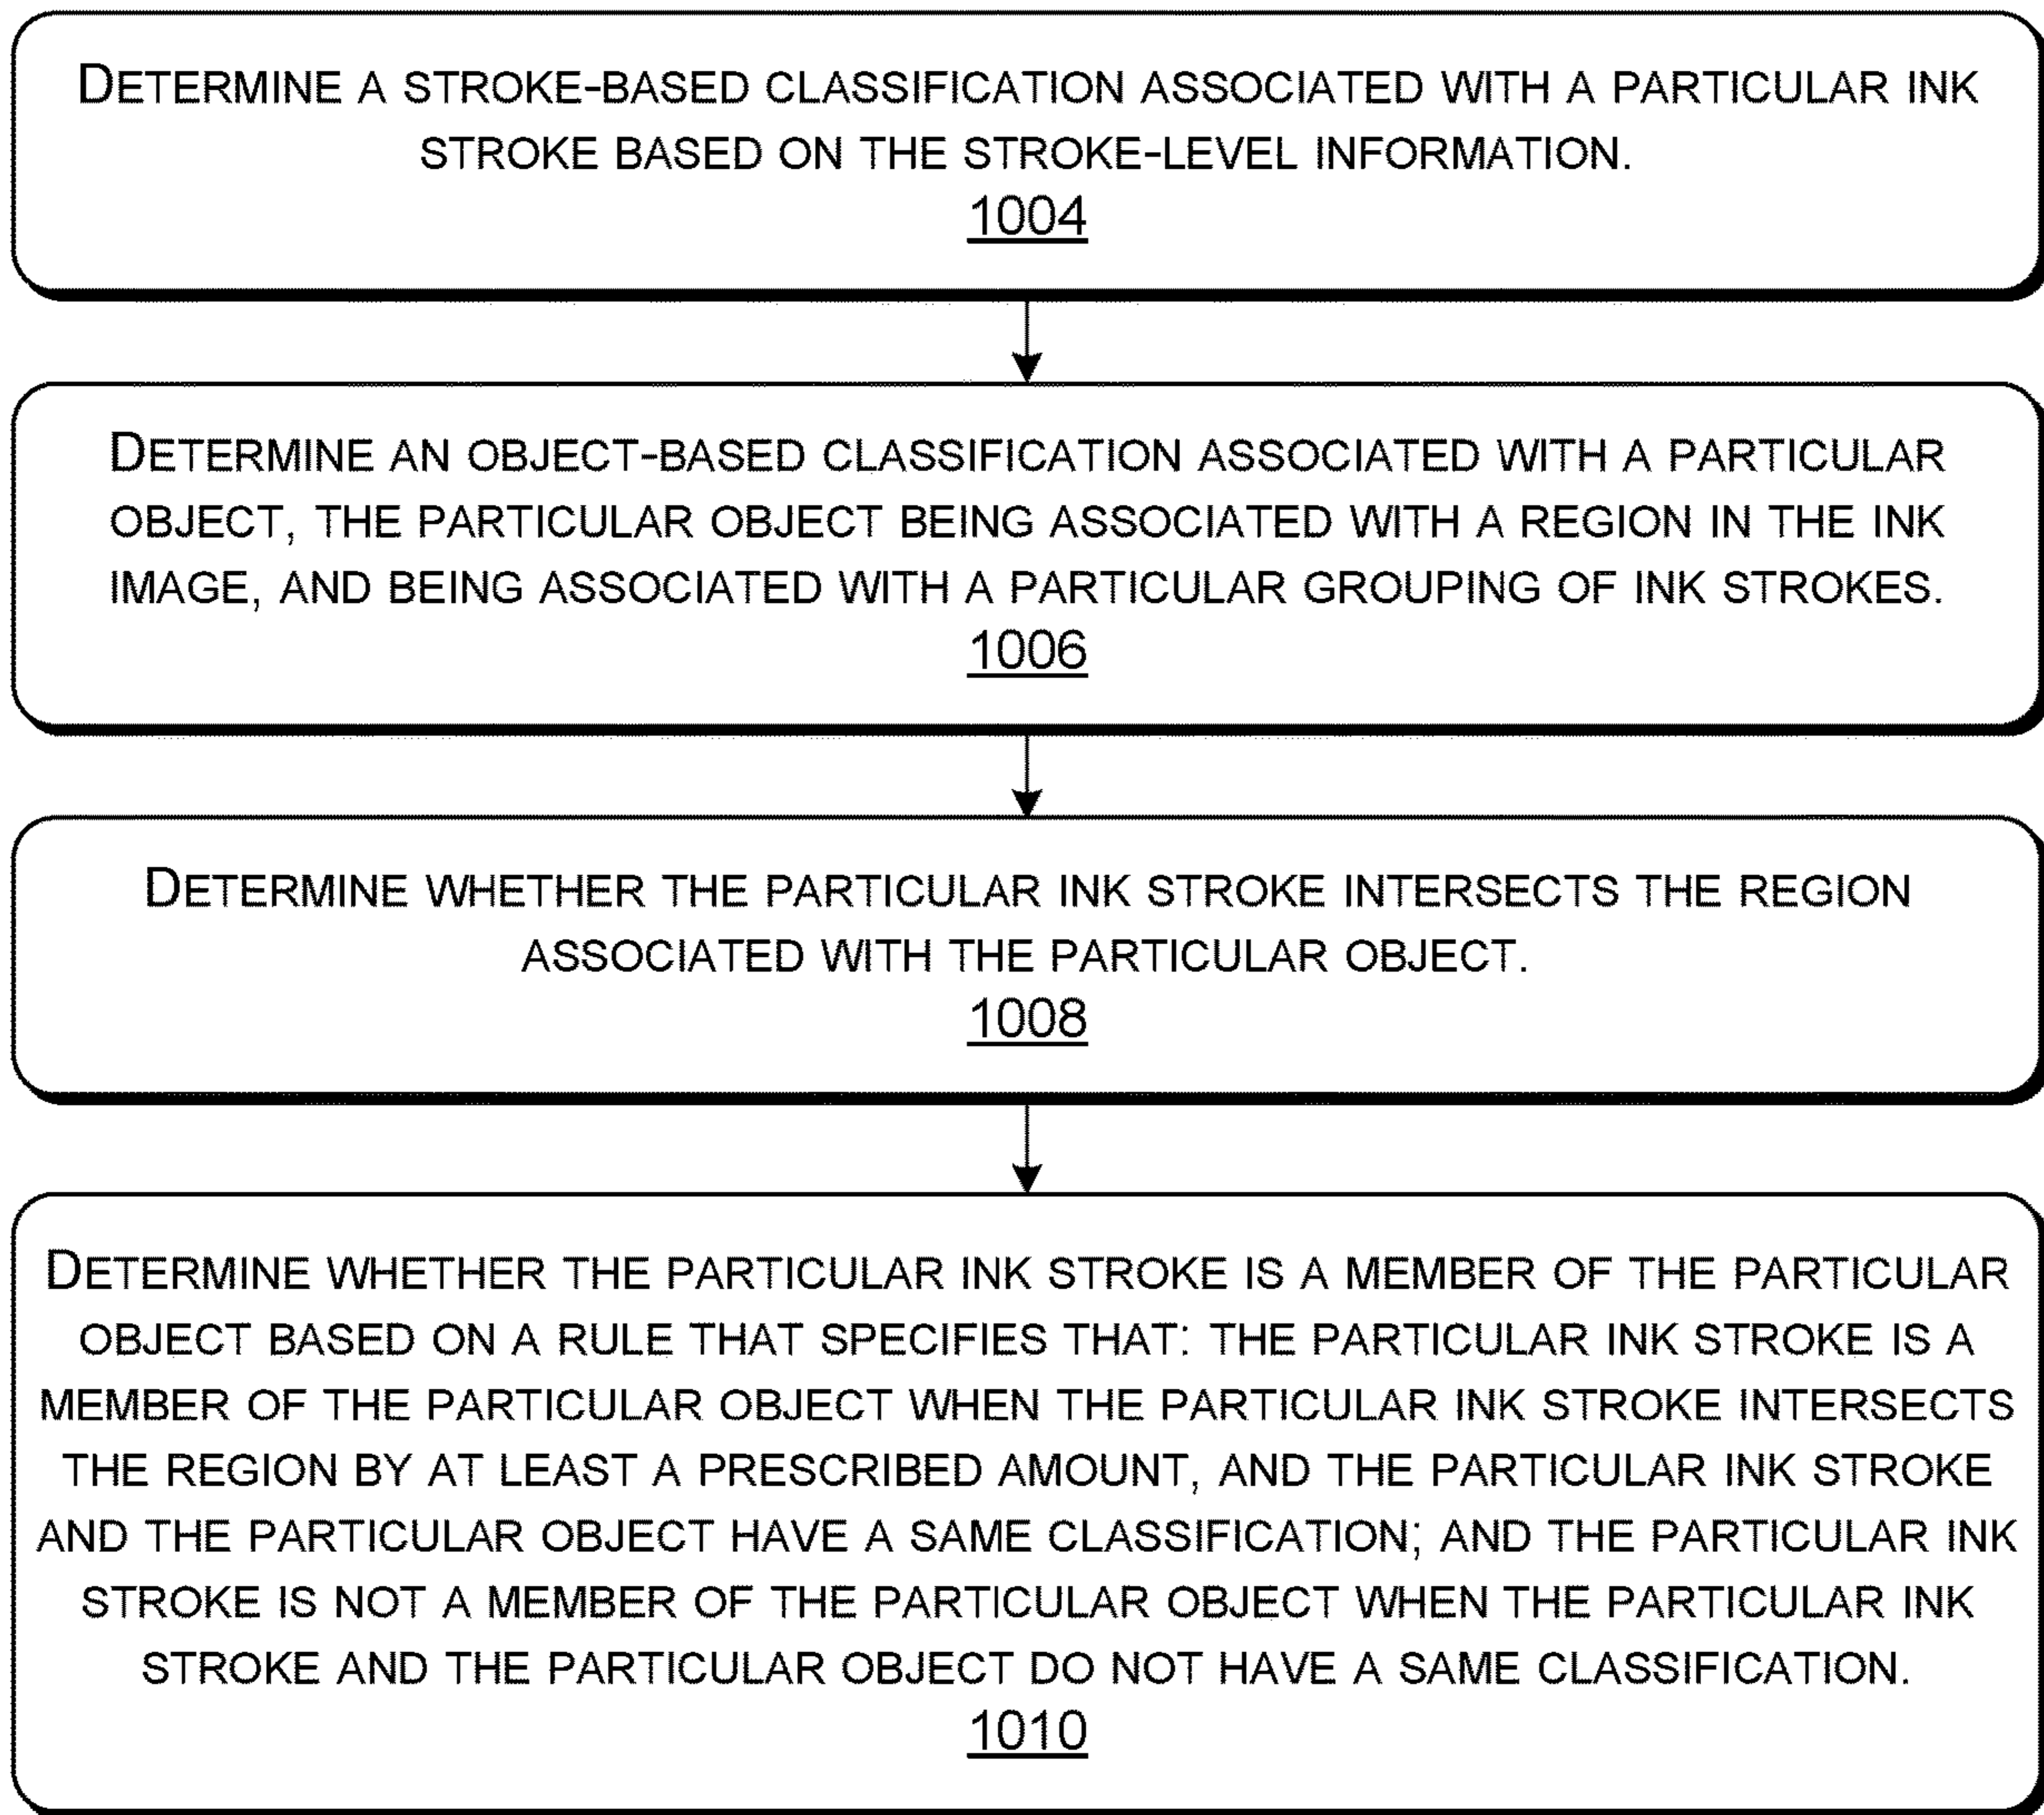 DETERMINE A STROKE-BASED CLASSIFICATION ASSOCIATED WITH A PARTICULAR INK
STROKE BASED ON THE STROKE-LEVEL INFORMATION.
1004
DETERMINE AN OBJECT-BASED CLASSIFICATION ASSOCIATED WITH A PARTICULAR
OBJECT, THE PARTICULAR OBJECT BEING ASSOCIATED WITH A REGION IN THE INK
IMAGE, AND BEING ASSOCIATED WITH A PARTICULAR GROUPING OF INK STROKES.
1006
DETERMINE WHETHER THE PARTICULAR INK STROKE INTERSECTS THE REGION
ASSOCIATED WITH THE PARTICULAR OBJECT.
1008
DETERMINE WHETHER THE PARTICULAR INK STROKE IS A MEMBER OF THE PARTICULAR
OBJECT BASED ON A RULE THAT SPECIFIES THAT: THE PARTICULAR INK STROKE IS A
MEMBER OF THE PARTICULAR OBJECT WHEN THE PARTICULAR INK STROKE INTERSECTS
THE REGION BY AT LEAST A PRESCRIBED AMOUNT, AND THE PARTICULAR INK STROKE
AND THE PARTICULAR OBJECT HAVE A SAME CLASSIFICATION; AND THE PARTICULAR INK
STROKE IS NOT A MEMBER OF THE PARTICULAR OBJECT WHEN THE PARTICULAR INK
STROKE AND THE PARTICULAR OBJECT DO NOT HAVE A SAME CLASSIFICATION.
1010